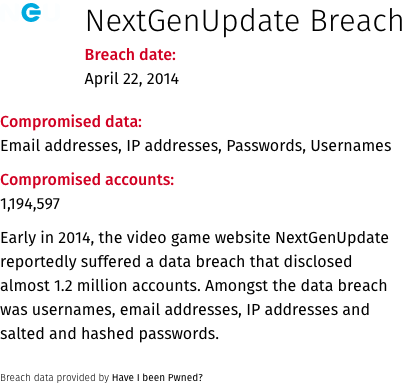 NextGenUpdate Breach
Breach date:
April 22, 2014
Compromised data:
Email addresses, IP addresses, Passwords, Usernames
Compromised accounts:
1,194,597
Early in 2014, the video game website NextGenUpdate
reportedly suffered a data breach that disclosed
almost 1.2 million accounts. Amongst the data breach
was usernames, email addresses, IP addresses and
salted and hashed passwords.
Breach data provided by Have I been Pwned?